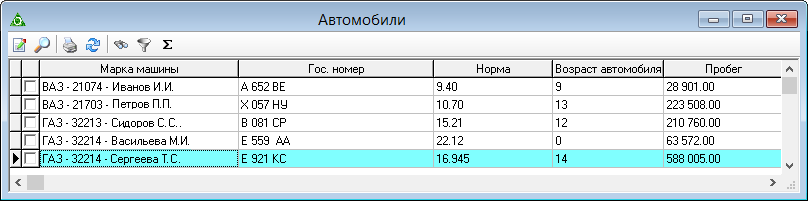 Автомобили
Σ
Марка машины Гос. номер Норма Возраст автомобиля Пробег
ВАЗ - 21074 - Иванов И.И. А 652 ВЕ 9.40 9 28 901.00
ВАЗ - 21703 - Петров П.П. Х 057 НУ 10.70 13 223 508.00
ГАЗ - 32213 - Сидоров С.С.. В 081 СР 15.21 12 210 760.00
ГАЗ - 32214 - Васильева М.И. Е 559 АА 22.12 0 63 572.00
ГАЗ - 32214 - Сергеева Т.С. Е 921 КС 16.945 14 588 005.00